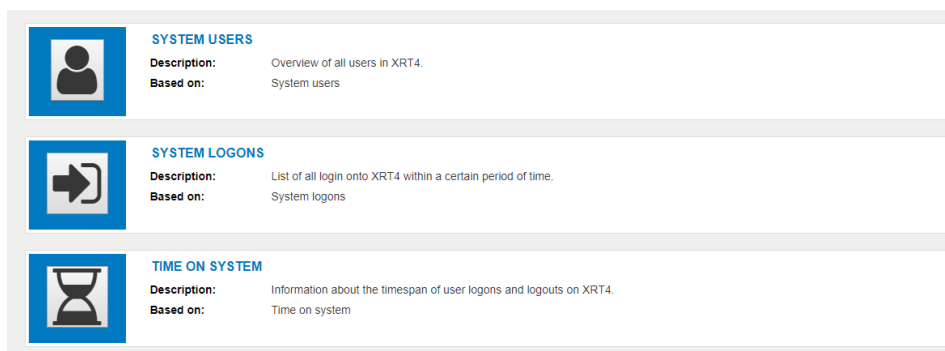 SYSTEM USERS
Description: Overview of all users in XRT4.
Based on: System users
SYSTEM LOGONS
Description: List of all login onto XRT4 within a certain period of time.
Based on: System logons
TIME ON SYSTEM
Description: Information about the timespan of user logons and logouts on XRT4.
Based on: Time on system